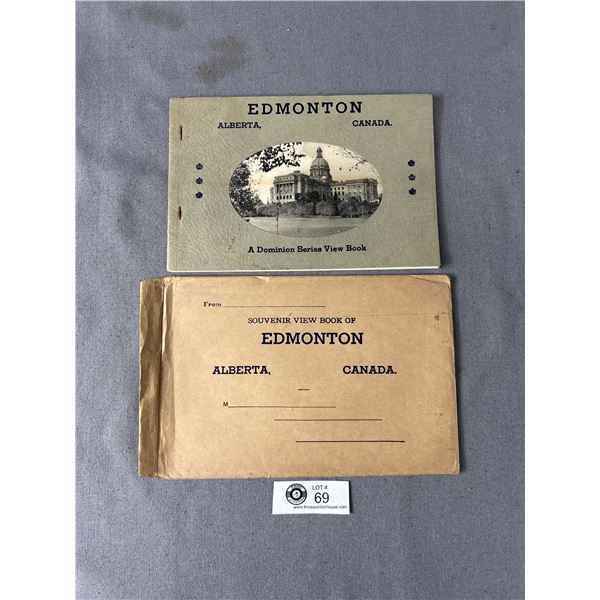 EDMONTON
ALBERTA, CANADA.
A Dominion Series View Book
From
SOUVENIR VIEW BOOK OF
EDMONTON
ALBERTA, CANADA.
M
LOT #
69
www.finnsauctionhouse.com